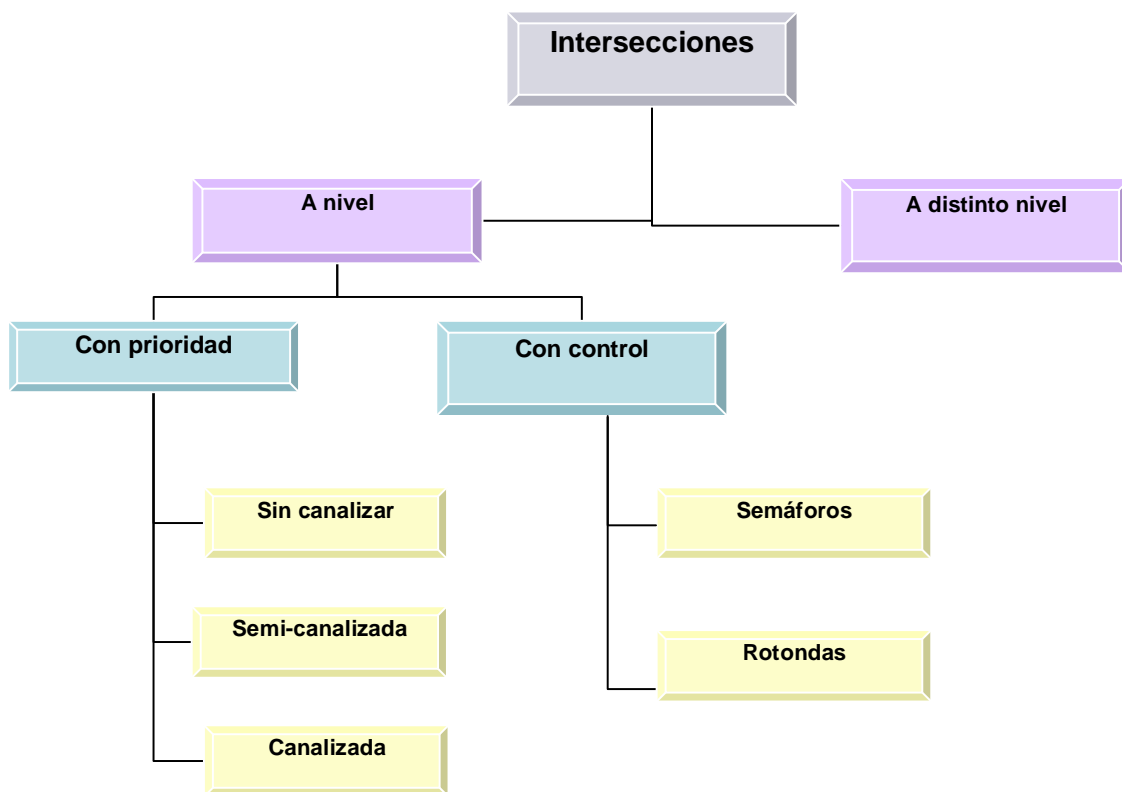 Intersecciones
A nivel
A distinto nivel
Con prioridad
Con control
Sin canalizar
Semáforos
Semi-canalizada
Rotondas
Canalizada